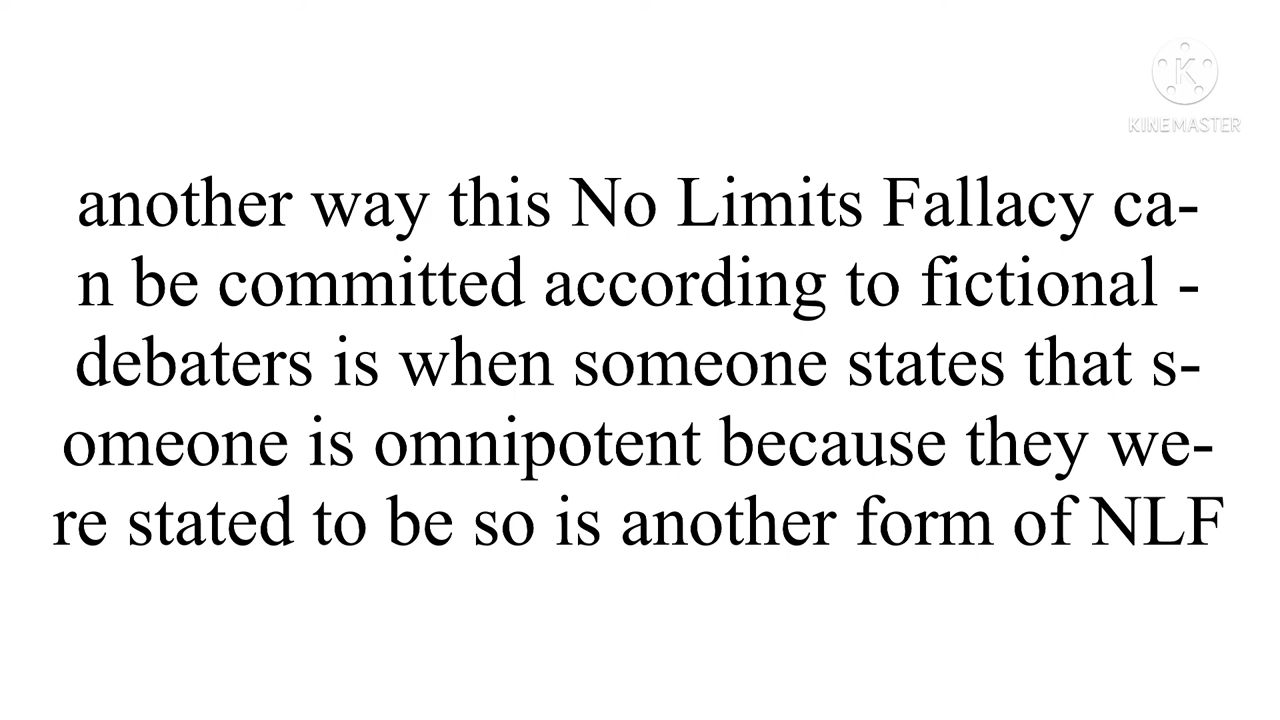 K
KINEMASTER
another way this No Limits Fallacy ca-
n be committed according to fictional -
debaters is when someone states that s-
omeone is omnipotent because they we-
re stated to be so is another form of NLF